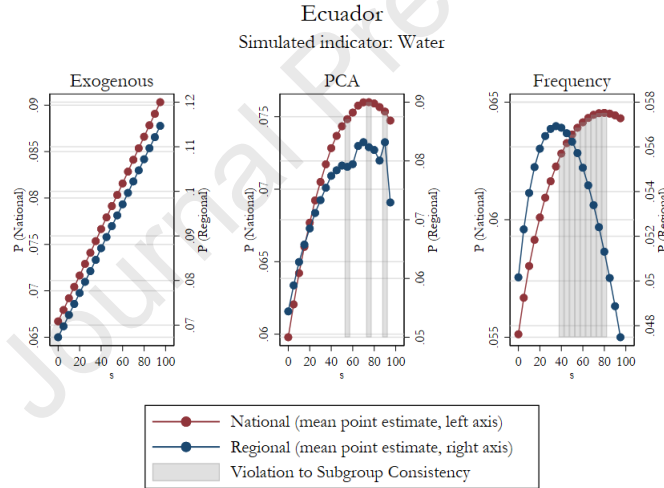 Ecuador
Simulated indicator: Water
Exogenous
PCA
Frequency
P (National)
.065 .07 .075 .08 .085 .09
P (Regional)
.07 .08 .09 .1 .11 .12
0 20 40 60 80 100
s
P (National)
.06 .065 .07 .075
P (Regional)
.05 .06 .07 .08 .09
0 20 40 60 80 100
s
P (National)
.055 .06 .065
P (Regional)
.048 .05 .052 .054 .056 .058
0 20 40 60 80 100
s
National (mean point estimate, left axis)
Regional (mean point estimate, right axis)
Violation to Subgroup Consistency
Journal Pre